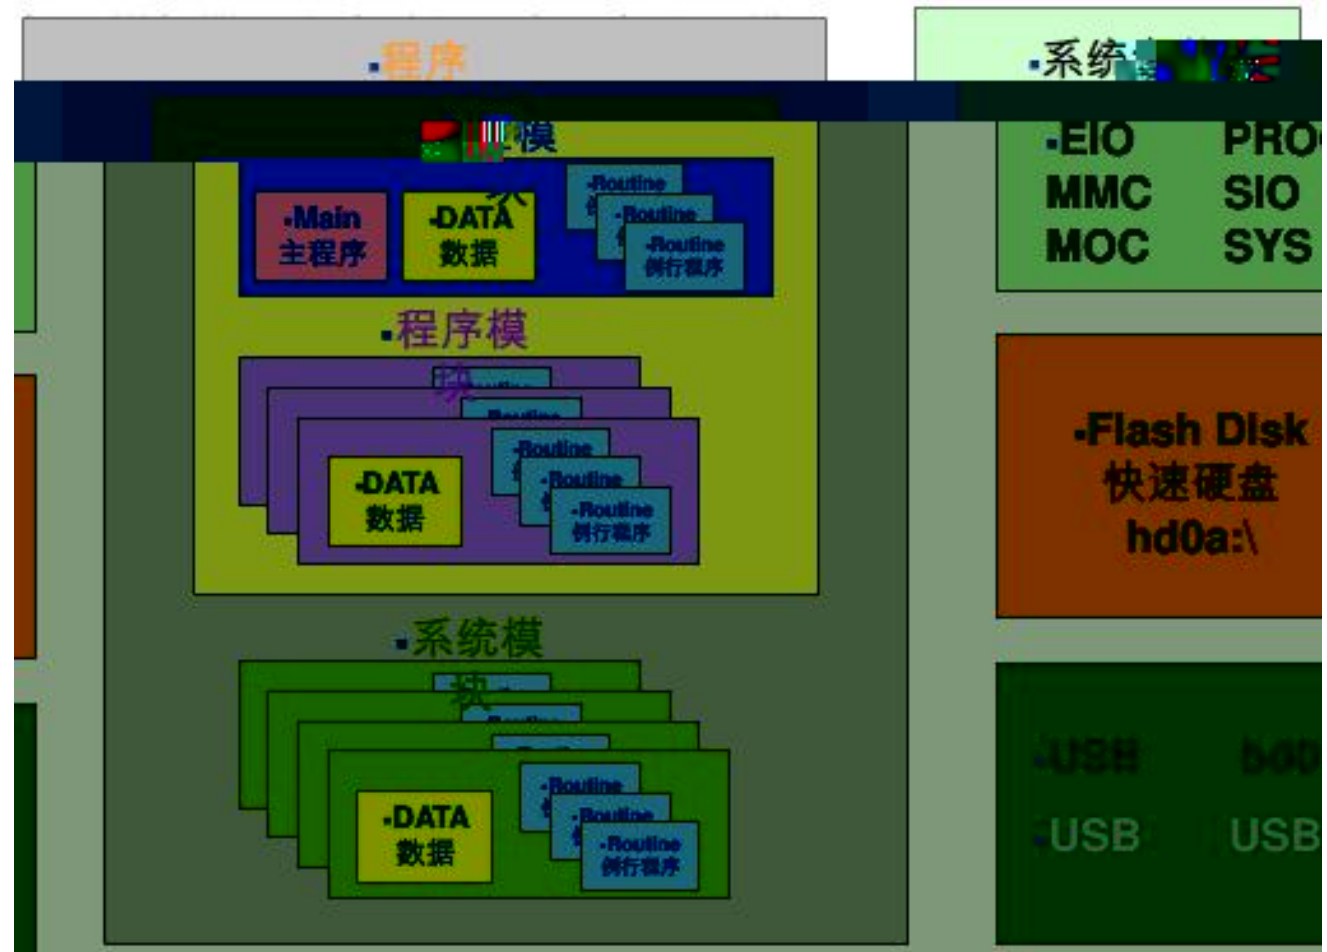 ▪程序
▪模
块
▪Main
主程序
▪DATA
数据
▪Routine
▪Routine
▪Routine
例行程序
▪程序模
块
▪DATA
数据
▪Routine
▪Routine
▪Routine
例行程序
▪系统模
块
▪DATA
数据
▪Routine
▪Routine
▪Routine
例行程序
▪系统
▪EIO
MMC SIO
MOC SYS
▪Flash Disk
快速硬盘
hd0a:\
▪USB USB